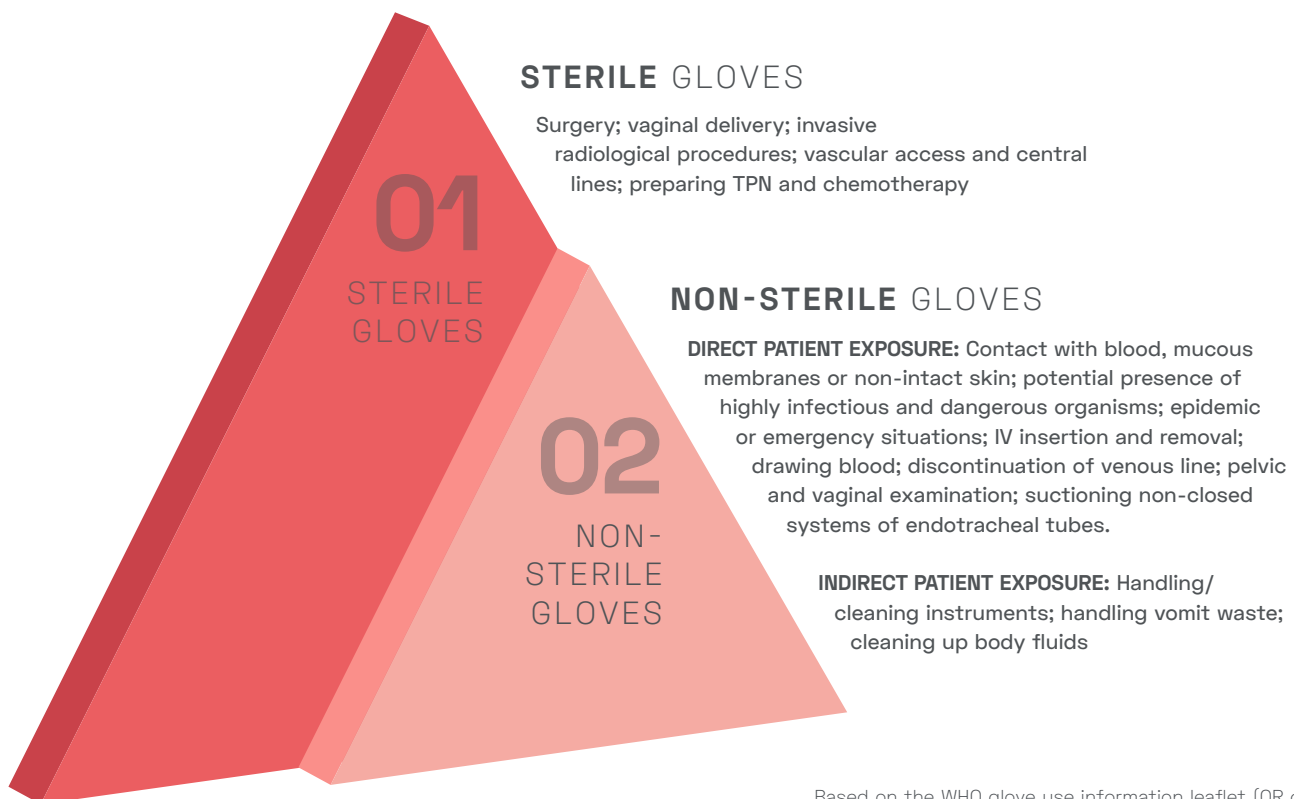 STERILE GLOVES
Surgery; vaginal delivery; invasive
radiological procedures; vascular access and central
lines; preparing TPN and chemotherapy
01
STERILE
GLOVES
NON-STERILE GLOVES
DIRECT PATIENT EXPOSURE: Contact with blood, mucous
membranes or non-intact skin; potential presence of
highly infectious and dangerous organisms; epidemic
or emergency situations; IV insertion and removal;
drawing blood; discontinuation of venous line; pelvic
and vaginal examination; suctioning non-closed
systems of endotracheal tubes.
02
NON-
STERILE
GLOVES
INDIRECT PATIENT EXPOSURE: Handling/
cleaning instruments; handling vomit waste;
cleaning up body fluids
Based on the WHO glove use information leaflet (OR